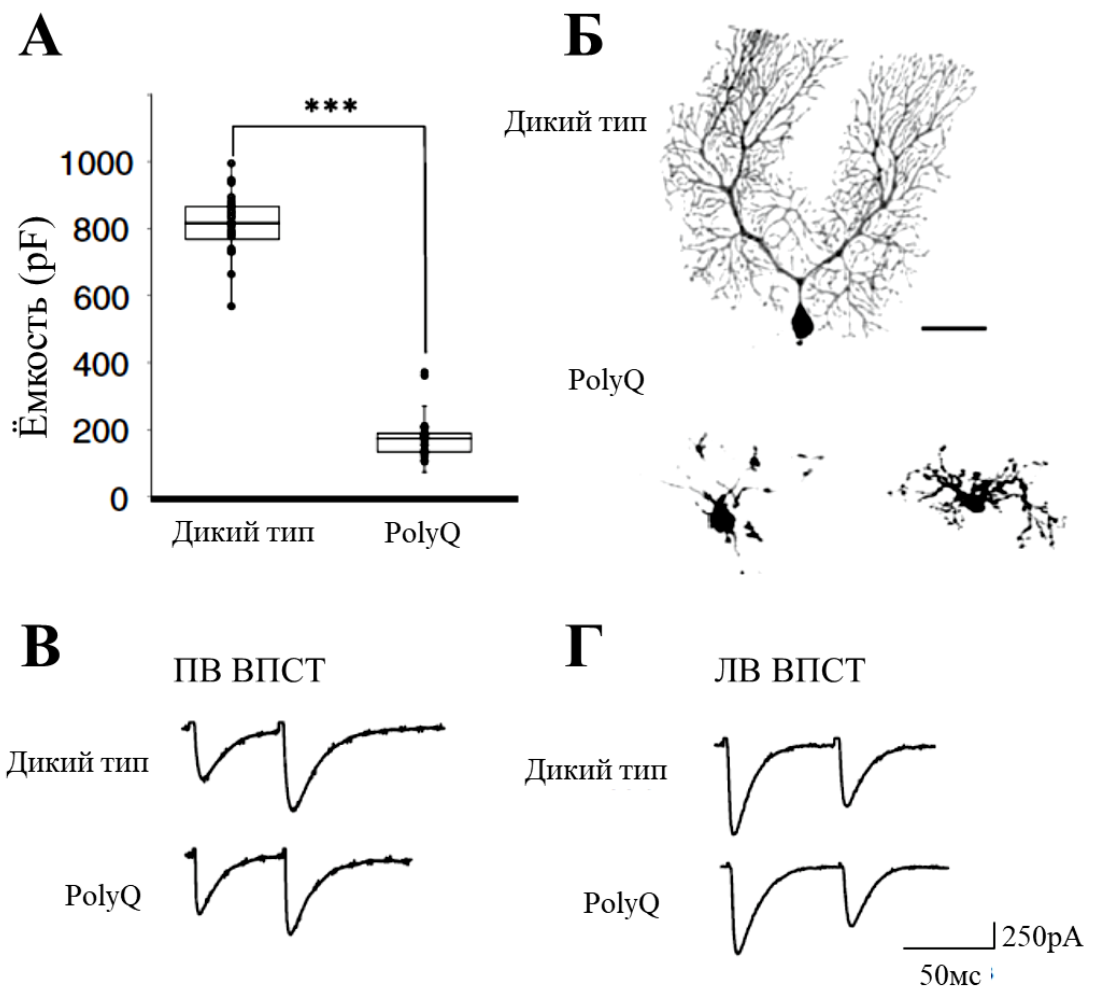 А
***
Ёмкость (pF)
1000
800
600
400
200
0
Дикий тип
PolyQ
Б
Дикий тип
PolyQ
В
ПВ ВПСТ
Дикий тип
PolyQ
Г
ЛВ ВПСТ
Дикий тип
PolyQ
250pA
50мс